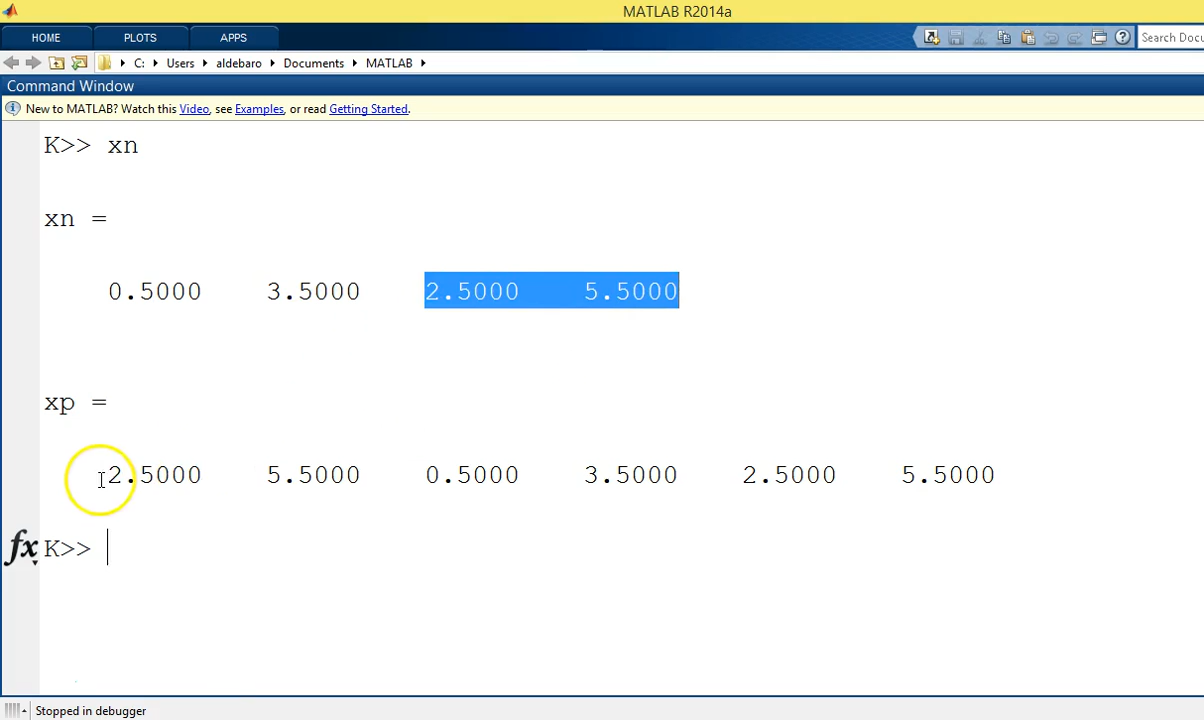 MATLAB R2014a
HOME PLOTS APPS
Search Docu
C: Users aldebaro Documents MATLAB
Command Window
New to MATLAB? Watch this Video, see Examples, or read Getting Started.
K>> xn
xn =
0.5000 3.5000 2.5000 5.5000
xp =
2.5000 5.5000 0.5000 3.5000 2.5000 5.5000
fx K>>
Stopped in debugger